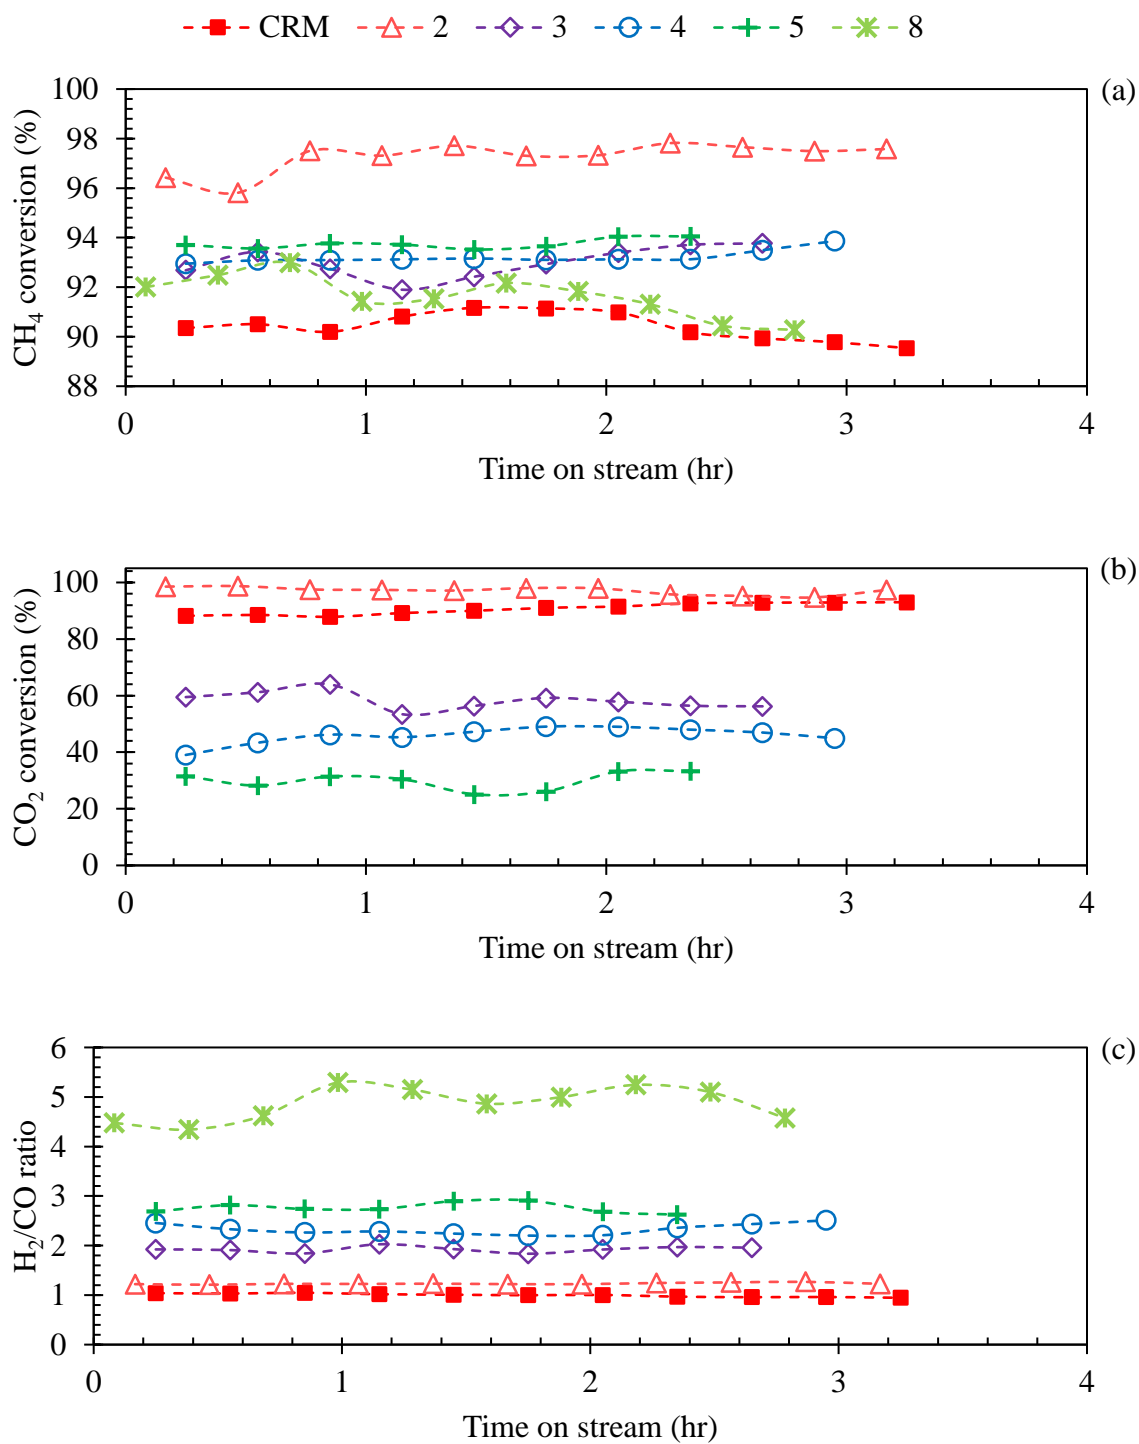 CRM 2 3 4 5 8
(a)
CH₄ conversion (%)
100
98
96
94
92
90
88
0 1 2 3 4
Time on stream (hr)
(b)
CO₂ conversion (%)
100
80
60
40
20
0
0 1 2 3 4
Time on stream (hr)
(c)
H₂/CO ratio
6
5
4
3
2
1
0
0 1 2 3 4
Time on stream (hr)